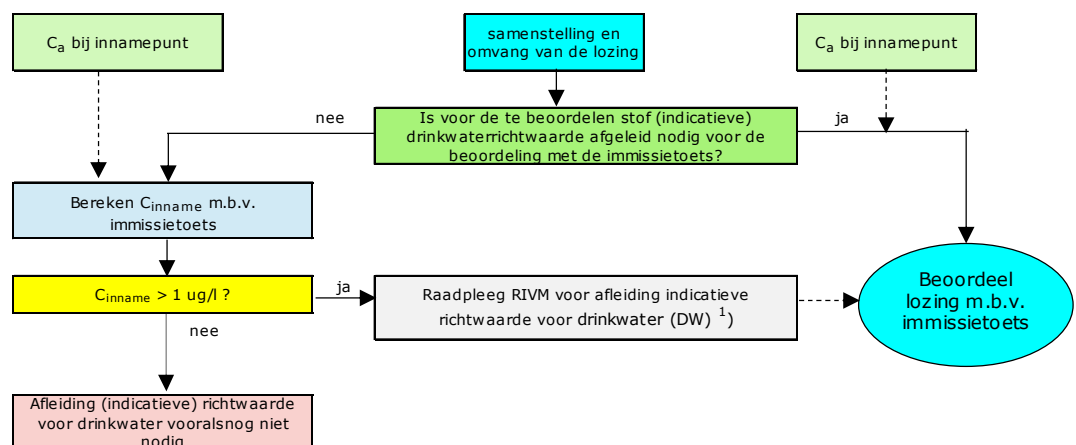 Ca bij innamepunt
samenstelling en
omvang van de lozing
Ca bij innamepunt
nee
Is voor de te beoordelen stof (indicatieve)
drinkwaterrichtwaarde afgeleid nodig voor de
beoordeling met de immissietoets?
ja
Bereken Cinname m.b.v.
immissietoets
Cinname > 1 ug/l ?
ja
Raadpleeg RIVM voor afleiding indicatieve
richtwaarde voor drinkwater (DW) 1)
Beoordeel
lozing m.b.v.
immissietoets
nee
Afleiding (indicatieve) richtwaarde
voor drinkwater vooralsnog niet
nodig